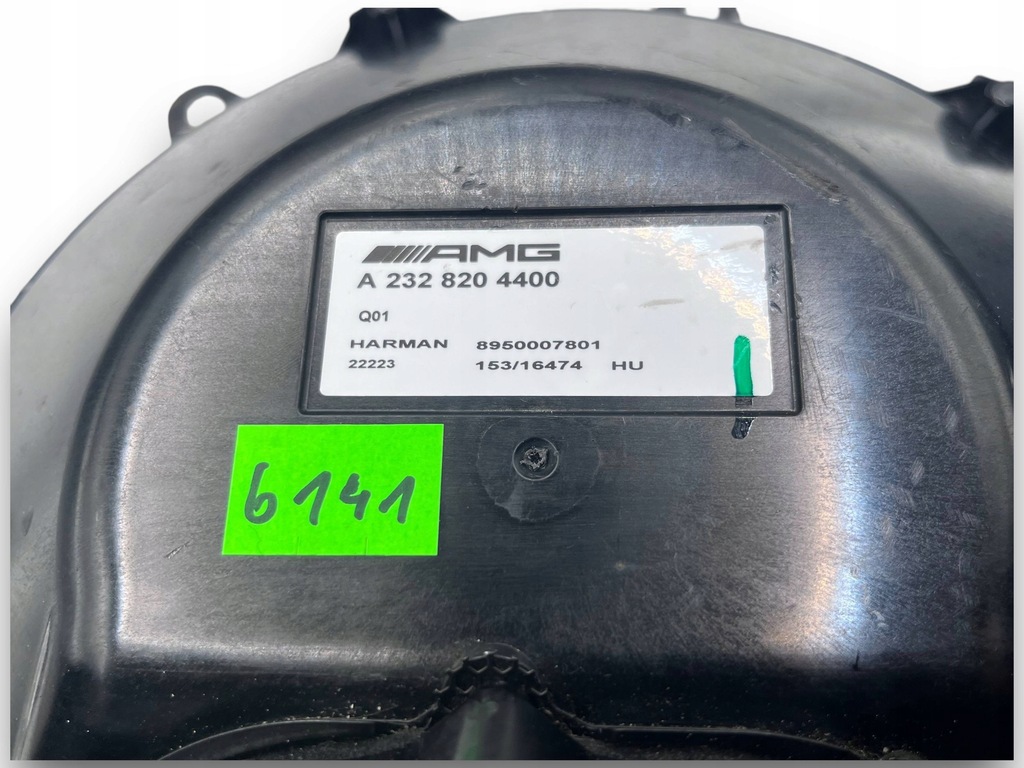 AMG
A 232 820 4400
Q01
HARMAN 8950007801
22223 153/16474 HU
6141